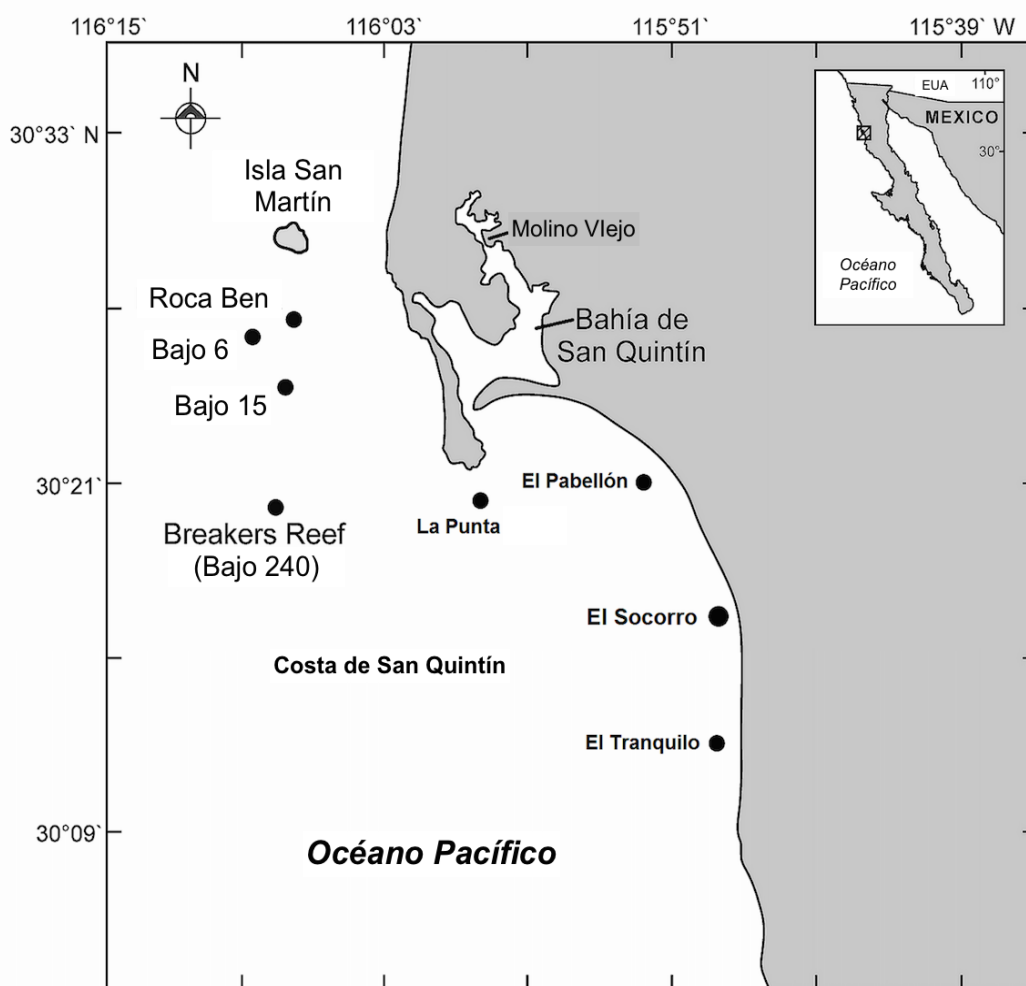 116°15` 116°03` 115°51` 115°39` W
N
EUA
110°
MEXICO
30°
Océano
Pacífico
30°33` N
Isla San
Martín
Molino VIejo
Roca Ben
Bajo 6
Bahía de
San Quintín
Bajo 15
30°21`
El Pabellón
La Punta
Breakers Reef
(Bajo 240)
El Socorro
Costa de San Quintín
El Tranquilo
30°09`
Océano Pacífico